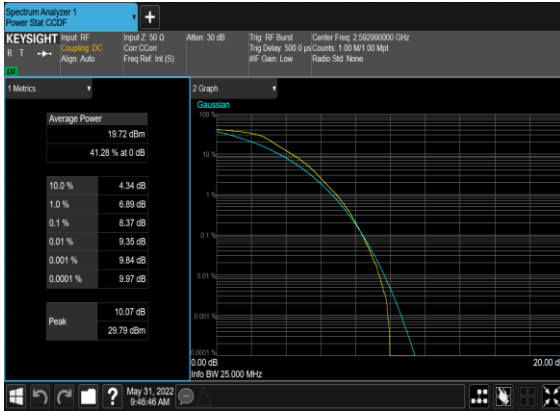 Spectrum Analyzer 1
Power Stat CCDF
KEYSIGHT
R T
Input: RF
Coupling: DC
Align: Auto
Input Z: 50 Ω
Corr CCorr
Freq Ref: Int (S)
Atten: 30 dB
Trig: RF Burst
Trig Delay: 500.0 µs
#IF Gain: Low
Center Freq: 2.592990000 GHz
Counts: 1.00 M/1.00 Mpt
Radio Std: None
1 Metrics
Average Power
19.72 dBm
41.28 % at 0 dB
10.0 % 4.34 dB
1.0 % 6.89 dB
0.1 % 8.37 dB
0.01 % 9.35 dB
0.001 % 9.84 dB
0.0001 % 9.97 dB
Peak
10.07 dB
29.79 dBm
2 Graph
Gaussian
100 %
10 %
1 %
0.1 %
0.01 %
0.001 %
0.0001 %
0.00 dB
20.00 d
Info BW 25.000 MHz
?
May 31, 2022
9:46:46 AM